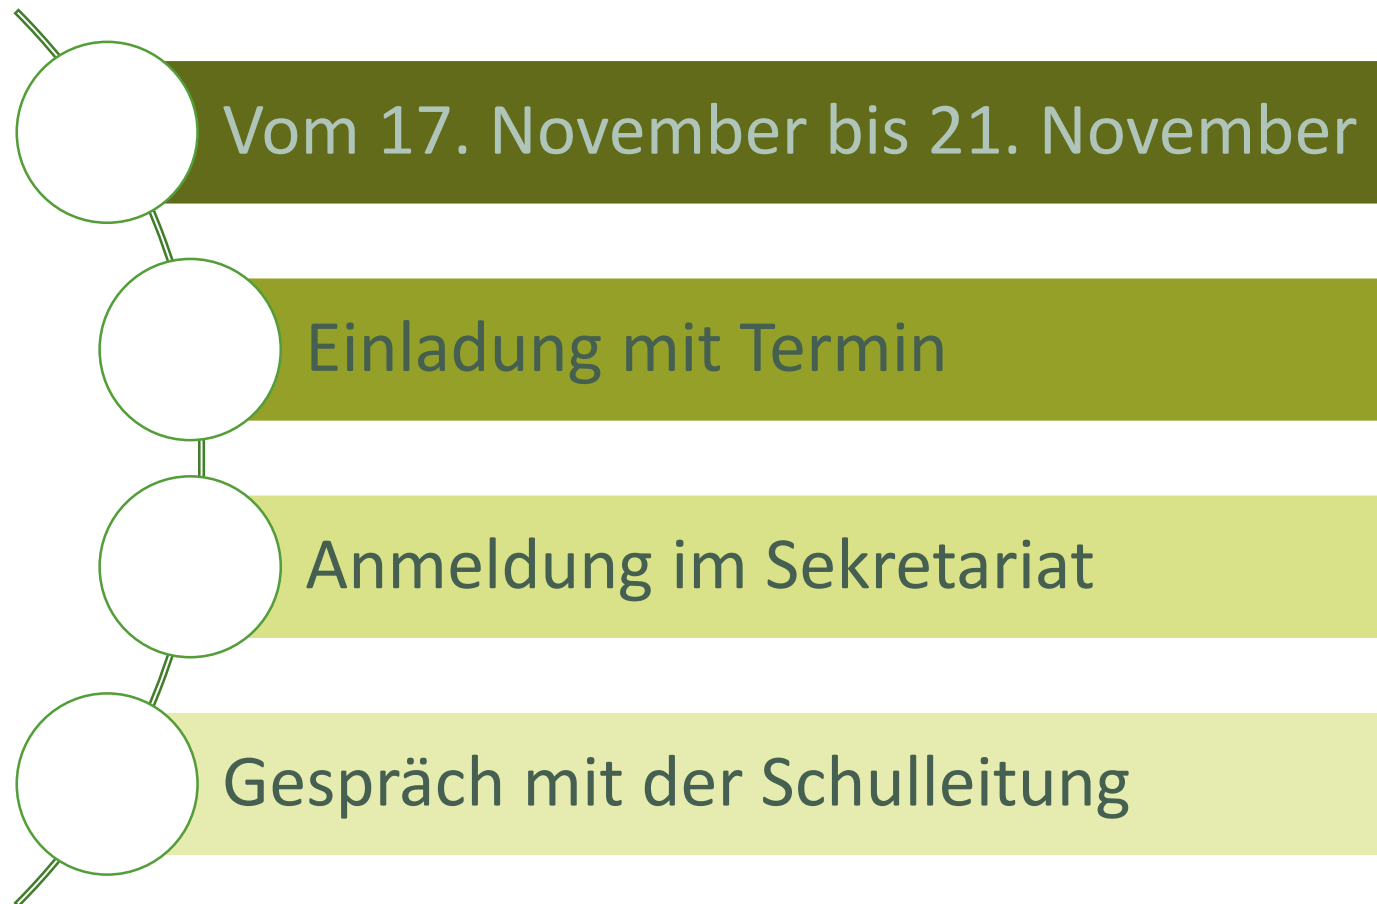 Vom 17. November bis 21. November
Einladung mit Termin
Anmeldung im Sekretariat
Gespräch mit der Schulleitung